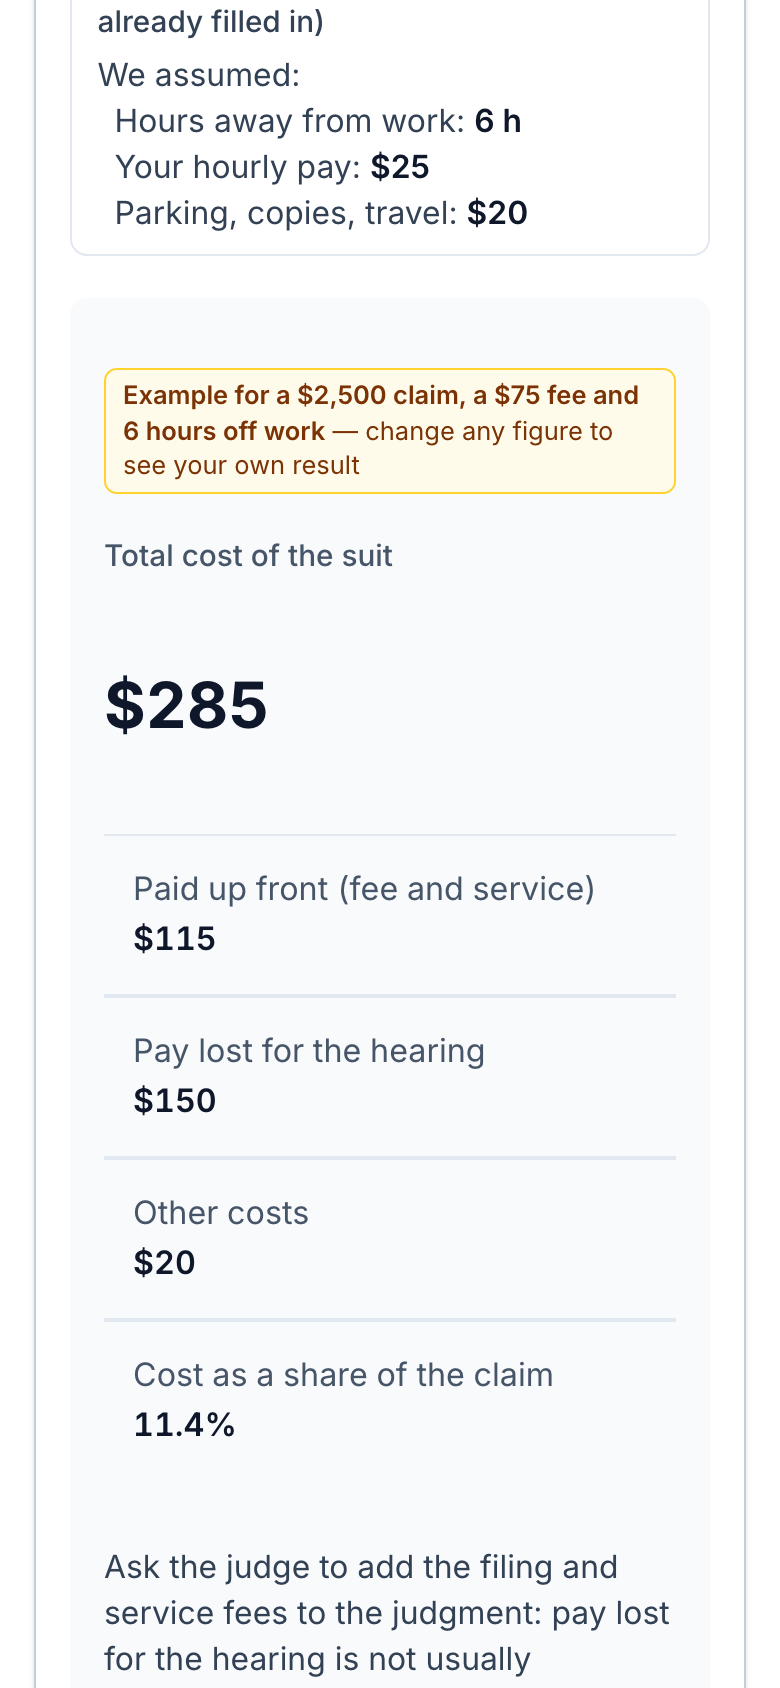 already filled in)
We assumed:
Hours away from work: 6 h
Your hourly pay: $25
Parking, copies, travel: $20
Example for a $2,500 claim, a $75 fee and
6 hours off work — change any figure to
see your own result
Total cost of the suit
$285
Paid up front (fee and service)
$115
Pay lost for the hearing
$150
Other costs
$20
Cost as a share of the claim
11.4%
Ask the judge to add the filing and
service fees to the judgment: pay lost
for the hearing is not usually